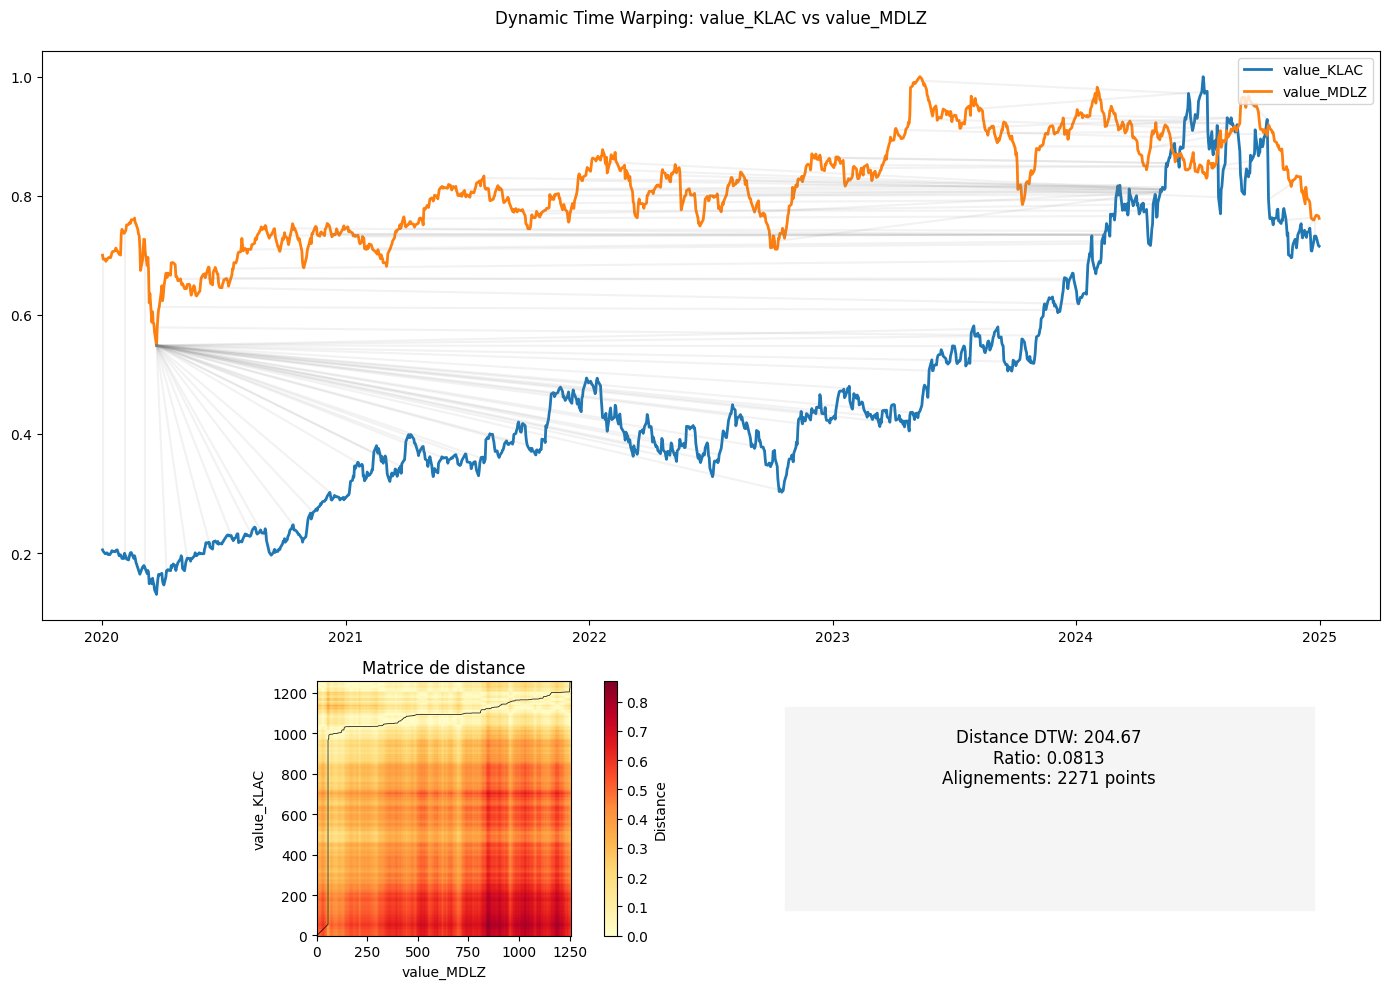 Dynamic Time Warping: value_KLAC vs value_MDLZ
value_KLAC
value_MDLZ
1.0
0.8
0.6
0.4
0.2
2020 2021 2022 2023 2024 2025
Matrice de distance
value_KLAC
1200
1000
800
600
400
200
0
0 250 500 750 1000 1250
value_MDLZ
0.8
0.7
0.6
0.5
0.4
0.3
0.2
0.1
0.0
Distance
Distance DTW: 204.67
Ratio: 0.0813
Alignements: 2271 points